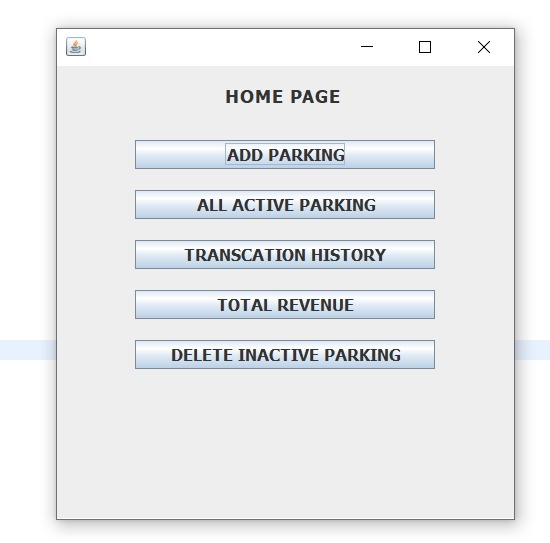 HOME PAGE
ADD PARKING
ALL ACTIVE PARKING
TRANSCATION HISTORY
TOTAL REVENUE
DELETE INACTIVE PARKING